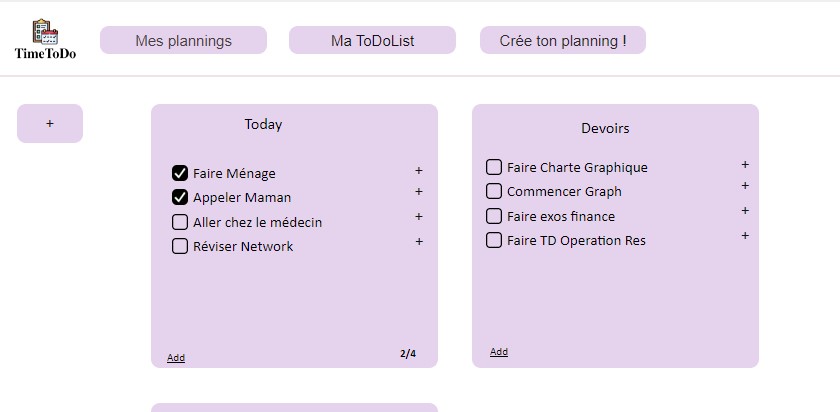 TimeToDo
Mes plannings
Ma ToDoList
Crée ton planning !
+
Today
Faire Ménage +
Appeler Maman +
Aller chez le médecin +
Réviser Network +
Add 2/4
Devoirs
Faire Charte Graphique +
Commencer Graph +
Faire exos finance +
Faire TD Operation Res +
Add